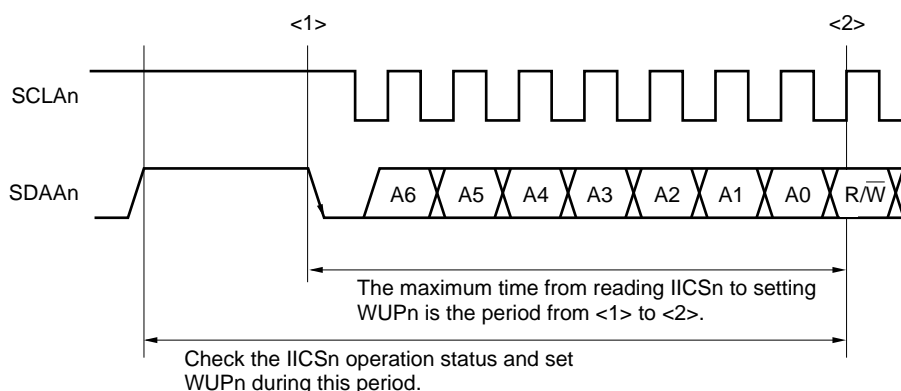 <1> <2>
SCLAn
SDAAn A6 A5 A4 A3 A2 A1 A0 R/W̅
The maximum time from reading IICSn to setting
WUPn is the period from <1> to <2>.
Check the IICSn operation status and set
WUPn during this period.